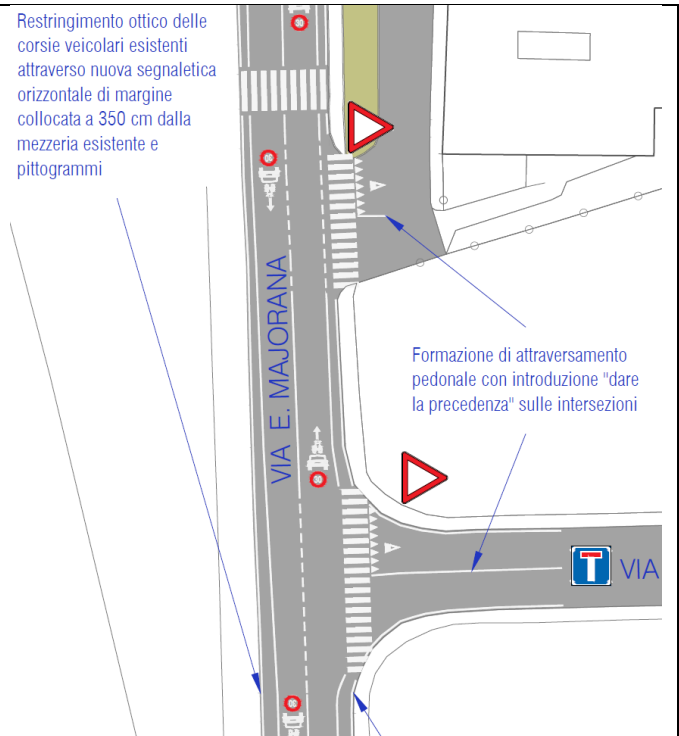 Restringimento ottico delle
corsie veicolari esistenti
attraverso nuova segnaletica
orizzontale di margine
collocata a 350 cm dalla
mezzeria esistente e
pittogrammi
VIA E. MAJORANA
Formazione di attraversamento
pedonale con introduzione "dare
la precedenza" sulle intersezioni
VIA
30